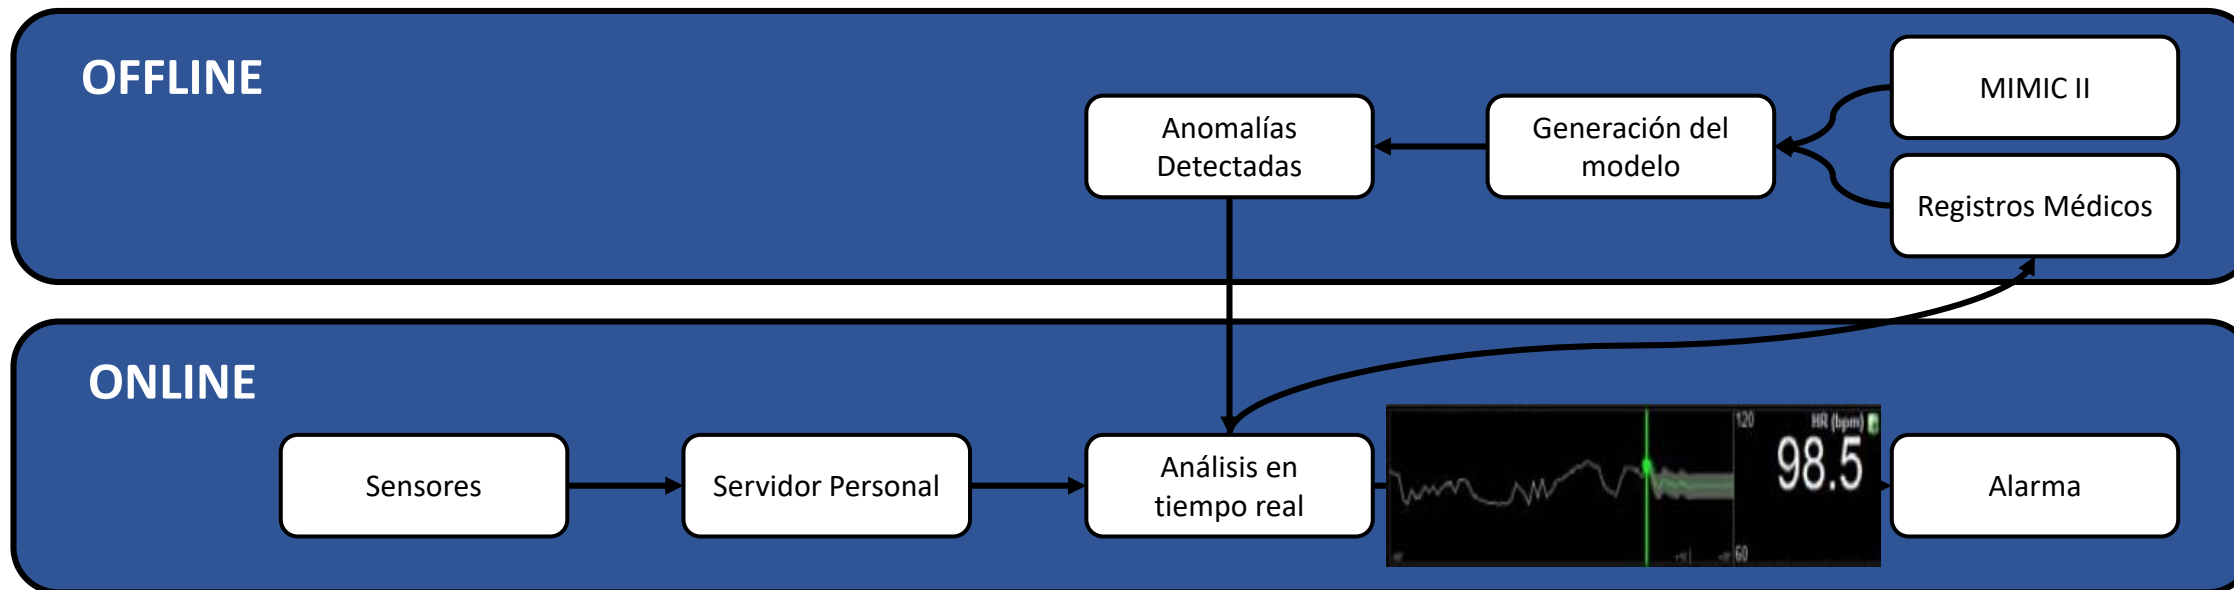 OFFLINE
MIMIC II
Anomalías
Detectadas
Generación del
modelo
Registros Médicos
ONLINE
Sensores
Servidor Personal
Análisis en
tiempo real
120
HR (bpm)
98.5
60
Alarma